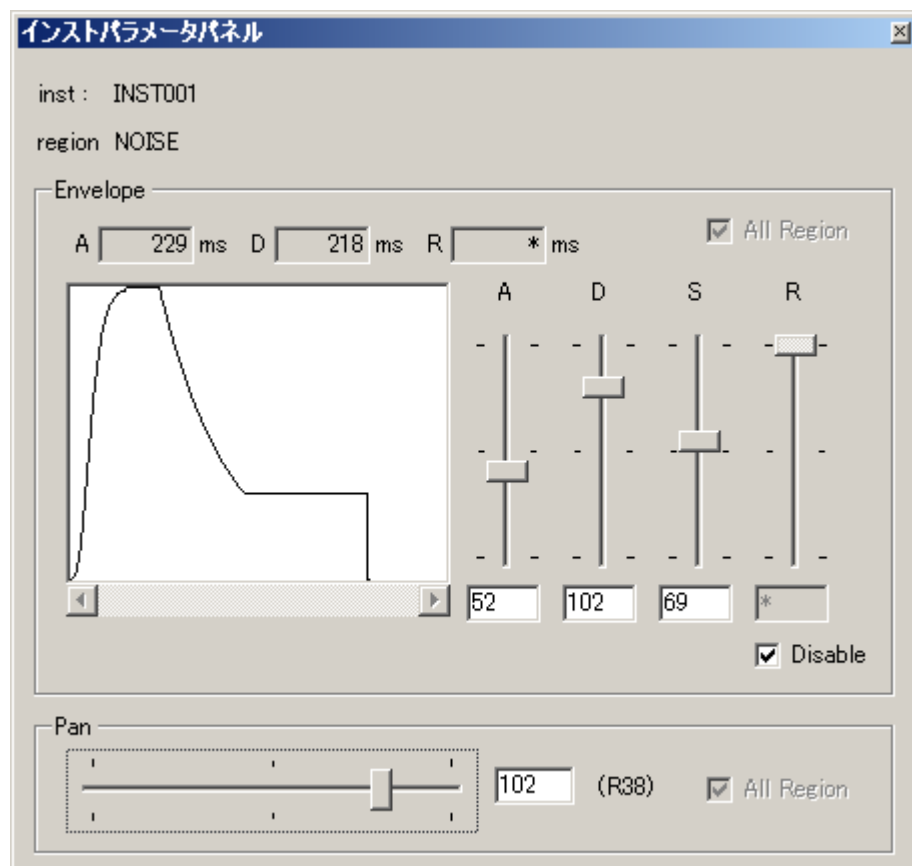 インストパラメータパネル
inst : INST001
region NOISE
Envelope
A 229 ms D 218 ms R * ms All Region
A D S R
52 102 69 *
Disable
Pan
102 (R38) All Region